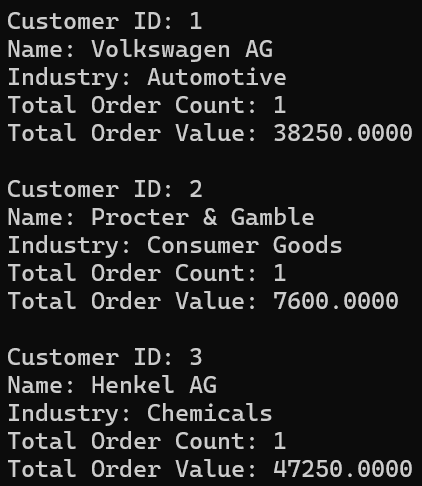 Customer ID: 1
Name: Volkswagen AG
Industry: Automotive
Total Order Count: 1
Total Order Value: 38250.0000
Customer ID: 2
Name: Procter & Gamble
Industry: Consumer Goods
Total Order Count: 1
Total Order Value: 7600.0000
Customer ID: 3
Name: Henkel AG
Industry: Chemicals
Total Order Count: 1
Total Order Value: 47250.0000